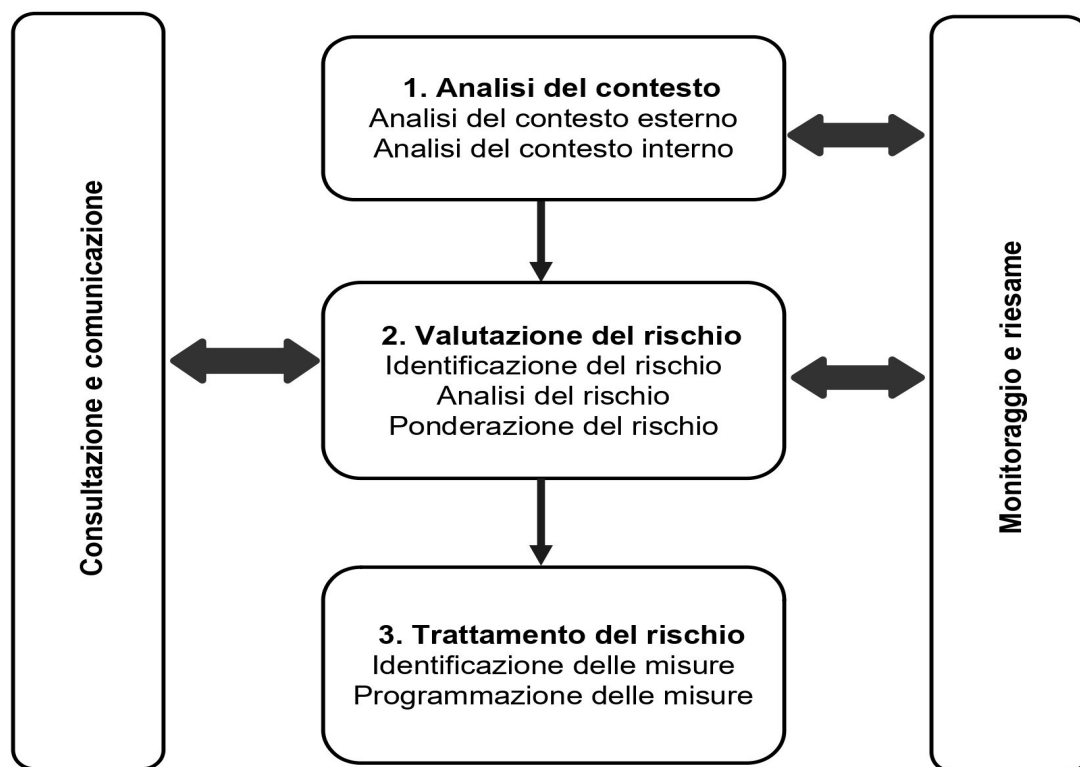 Consultazione e comunicazione
1. Analisi del contesto
Analisi del contesto esterno
Analisi del contesto interno
2. Valutazione del rischio
Identificazione del rischio
Analisi del rischio
Ponderazione del rischio
3. Trattamento del rischio
Identificazione delle misure
Programmazione delle misure
Monitoraggio e riesame